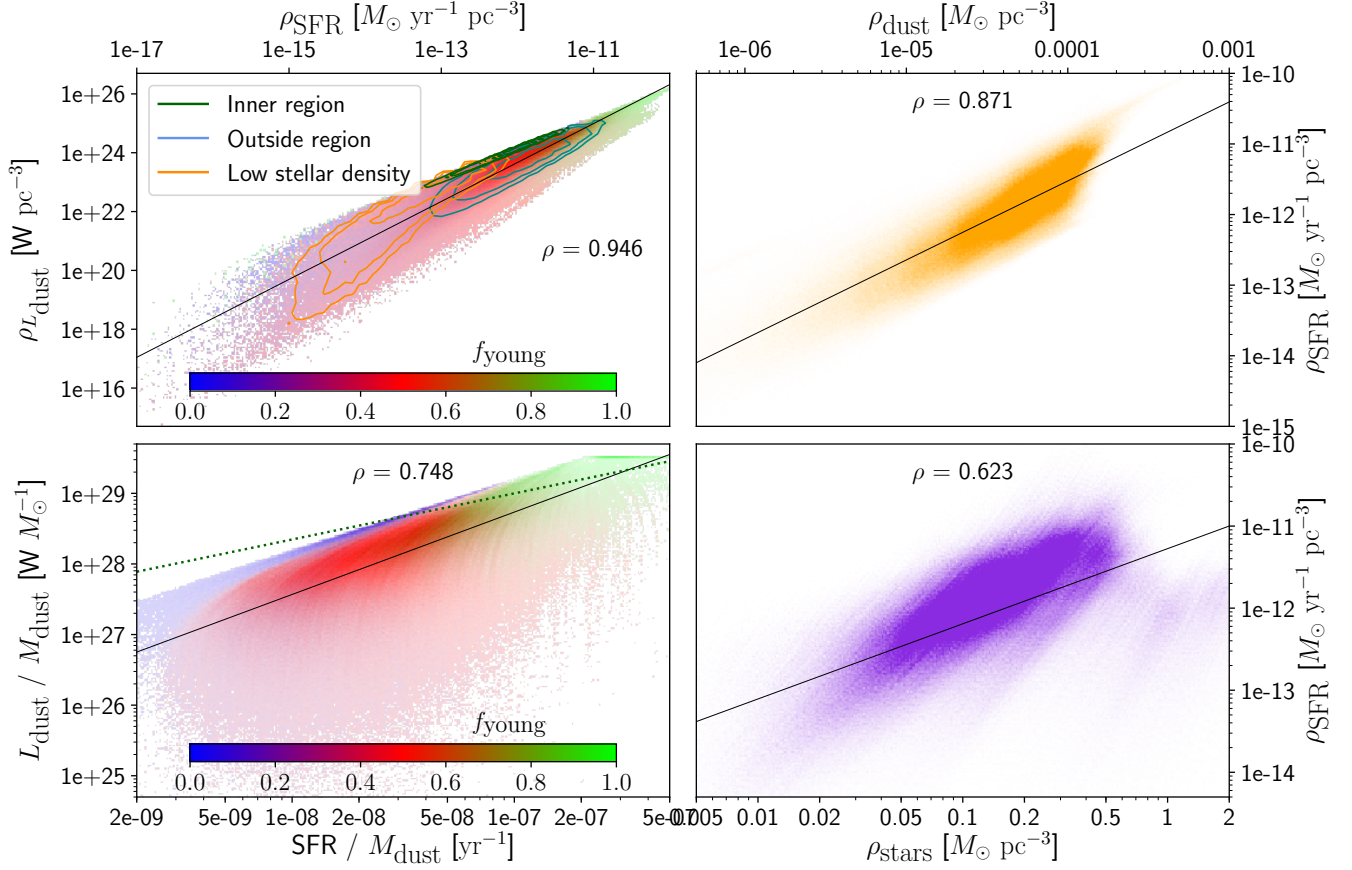 ρSFR [M⊙ yr−1 pc−3]
1e-17 1e-15 1e-13 1e-11
1e+26
1e+24
1e+22
1e+20
1e+18
1e+16
ρLdust [W pc−3]
Inner region
Outside region
Low stellar density
ρ = 0.946
fyoung
0.0 0.2 0.4 0.6 0.8 1.0
ρdust [M⊙ pc−3]
1e-06 1e-05 0.0001 0.001
ρ = 0.871
1e-10
1e-11
1e-12
1e-13
1e-14
1e-15
ρSFR [M⊙ yr−1 pc−3]
1e+29
1e+28
1e+27
1e+26
1e+25
Ldust / Mdust [W M⊙−1]
ρ = 0.748
fyoung
0.0 0.2 0.4 0.6 0.8 1.0
2e-09 5e-09 1e-08 2e-08 5e-08 1e-07 2e-07 5e-07
SFR / Mdust [yr−1]
ρ = 0.623
1e-10
1e-11
1e-12
1e-13
1e-14
ρSFR [M⊙ yr−1 pc−3]
0.005 0.01 0.02 0.05 0.1 0.2 0.5 1 2
ρstars [M⊙ pc−3]